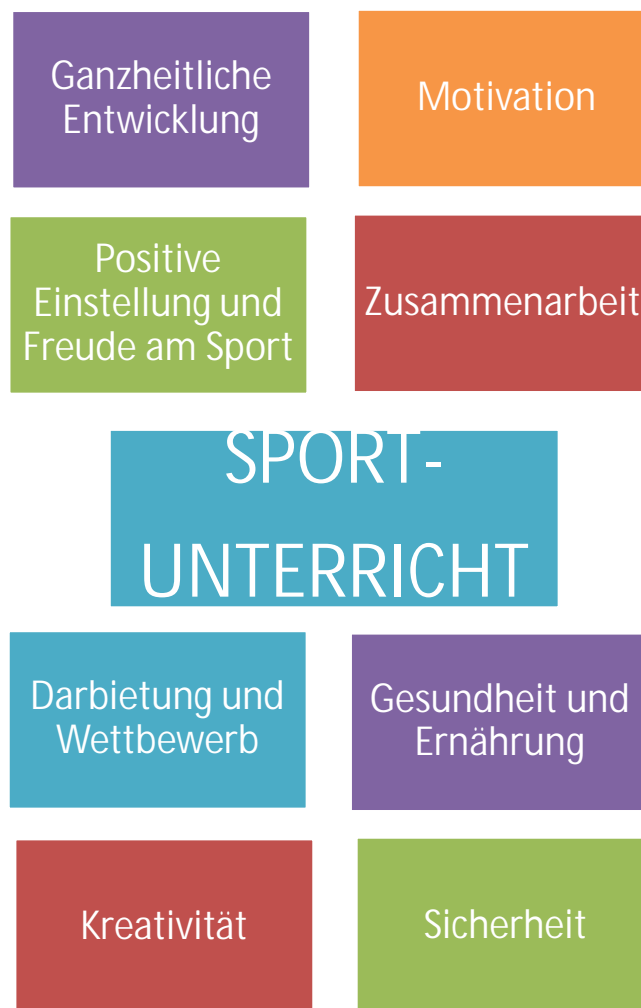 Ganzheitliche
Entwicklung
Motivation
Positive
Einstellung und
Freude am Sport
Zusammenarbeit
SPORT-
UNTERRICHT
Darbietung und
Wettbewerb
Gesundheit und
Ernährung
Kreativität
Sicherheit